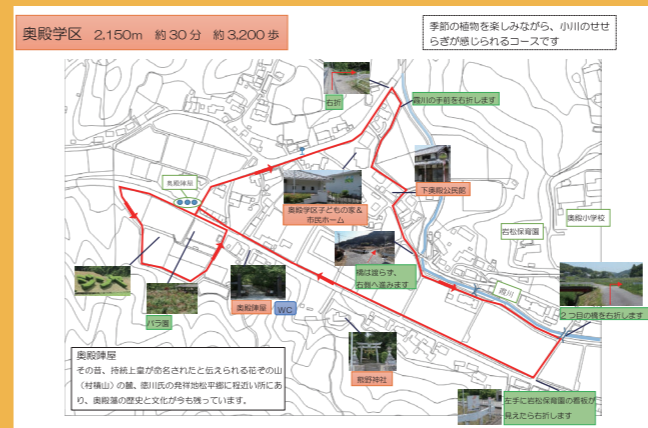 奥殿学区 2,150m 約30分 約3,200歩
季節の植物を楽しみながら、小川のせせ
らぎが感じられるコースです
右折
霞川の手前を右折します
下奥殿公民館
奥殿陣屋
奥殿学区子どもの家&
市民ホーム
岩松保育園
奥殿小学校
橋は渡らず、
右側へ進みます
霞川
2つ目の橋を右折します
バラ園
奥殿陣屋
WC
熊野神社
左手に岩松保育園の看板が
見えたら右折します
奥殿陣屋
その昔、持統上皇が命名されたと伝えられる花ぞの山
(村積山)の麓、徳川氏の発祥地松平郷に程近い所にあ
り、奥殿藩の歴史と文化が今も残っています。